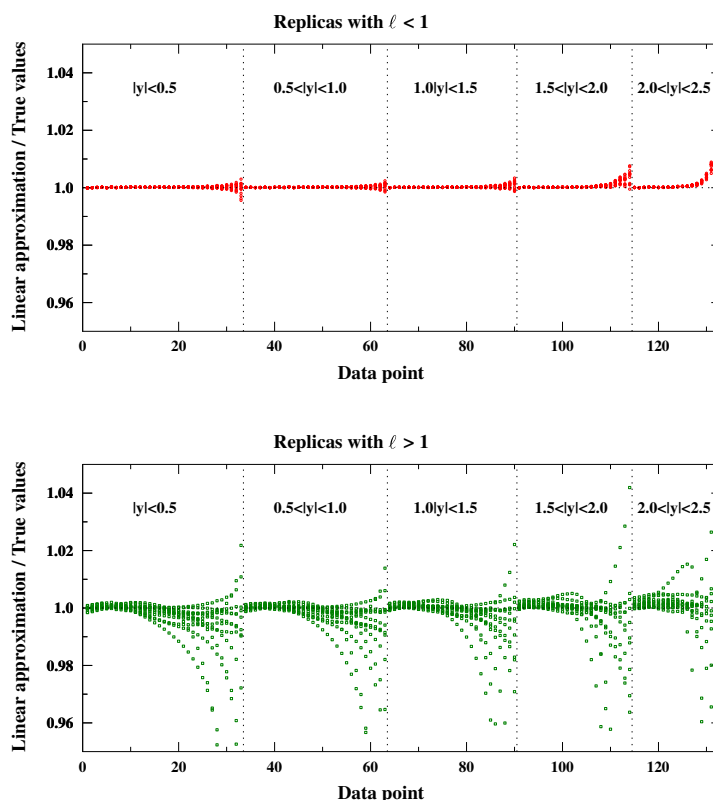 Replicas with ℓ < 1
Linear approximation / True values
1.04
1.02
1.0
0.98
0.96
|y|<0.5
0.5<|y|<1.0
1.0|y|<1.5
1.5<|y|<2.0
2.0<|y|<2.5
0
20
40
60
80
100
120
Data point
Replicas with ℓ > 1
Linear approximation / True values
1.04
1.02
1.0
0.98
0.96
|y|<0.5
0.5<|y|<1.0
1.0|y|<1.5
1.5<|y|<2.0
2.0<|y|<2.5
0
20
40
60
80
100
120
Data point